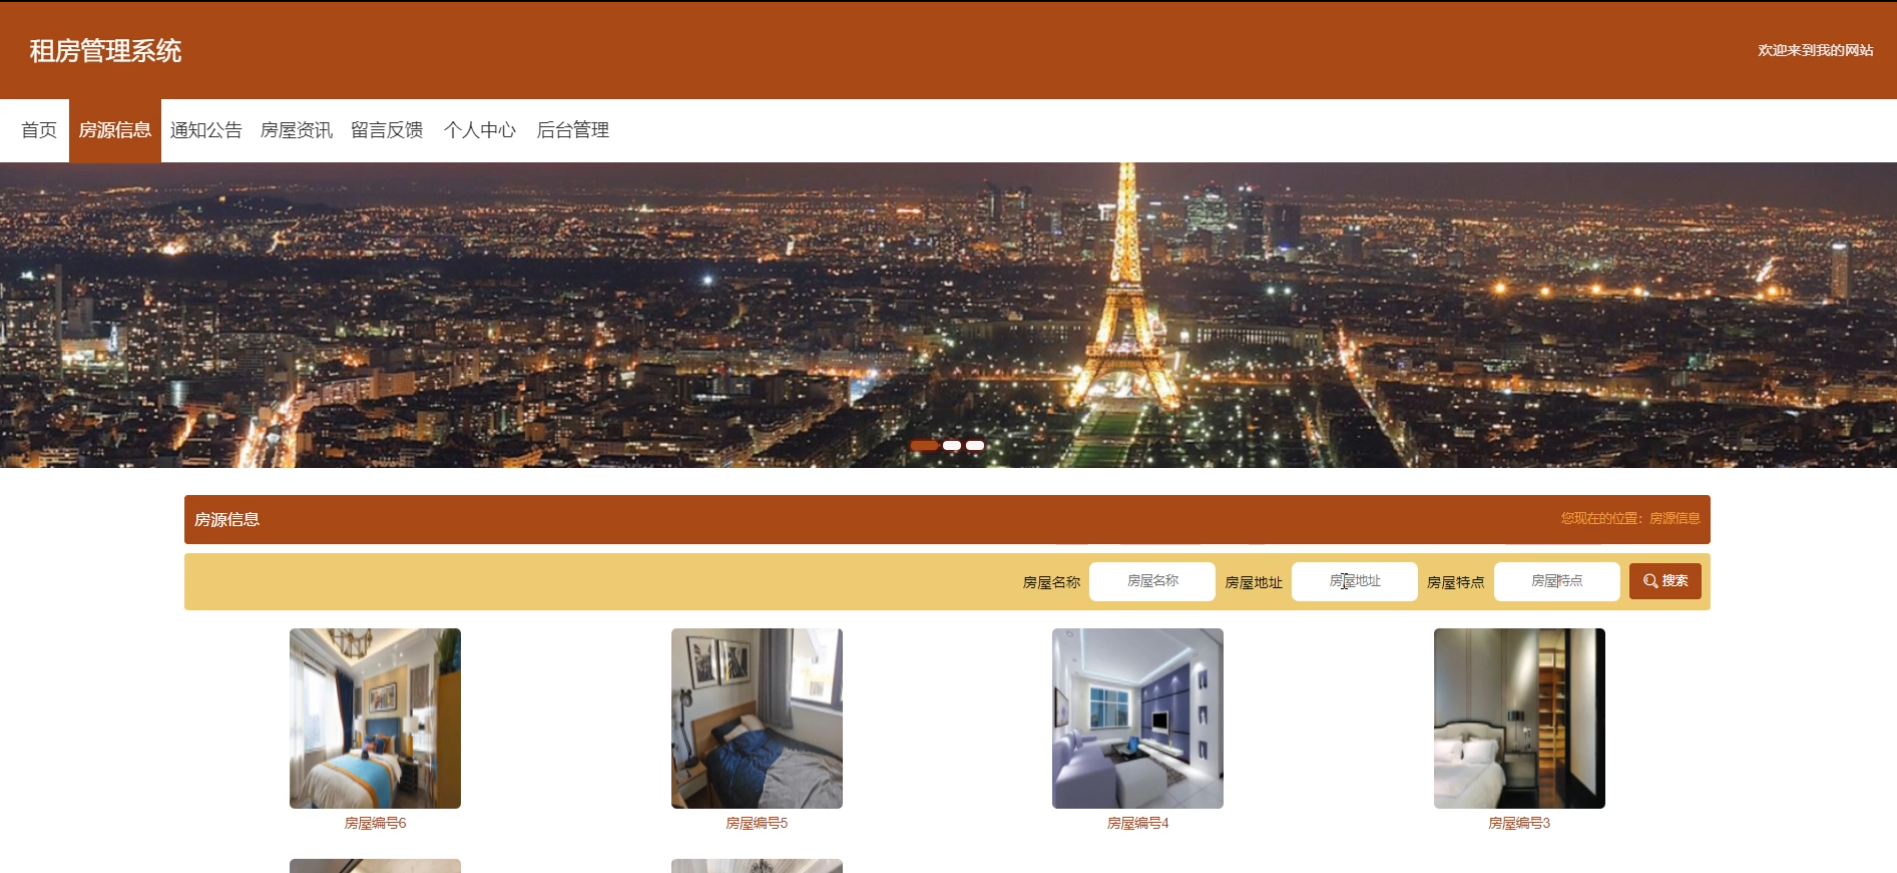 租房管理系统
欢迎来到我的网站
首页 房源信息 通知公告 房屋资讯 留言反馈 个人中心 后台管理
房源信息
您现在的位置：房源信息
房屋名称 房屋名称 房屋地址 房屋地址 房屋特点 房屋特点 搜索
房屋编号6 房屋编号5 房屋编号4 房屋编号3